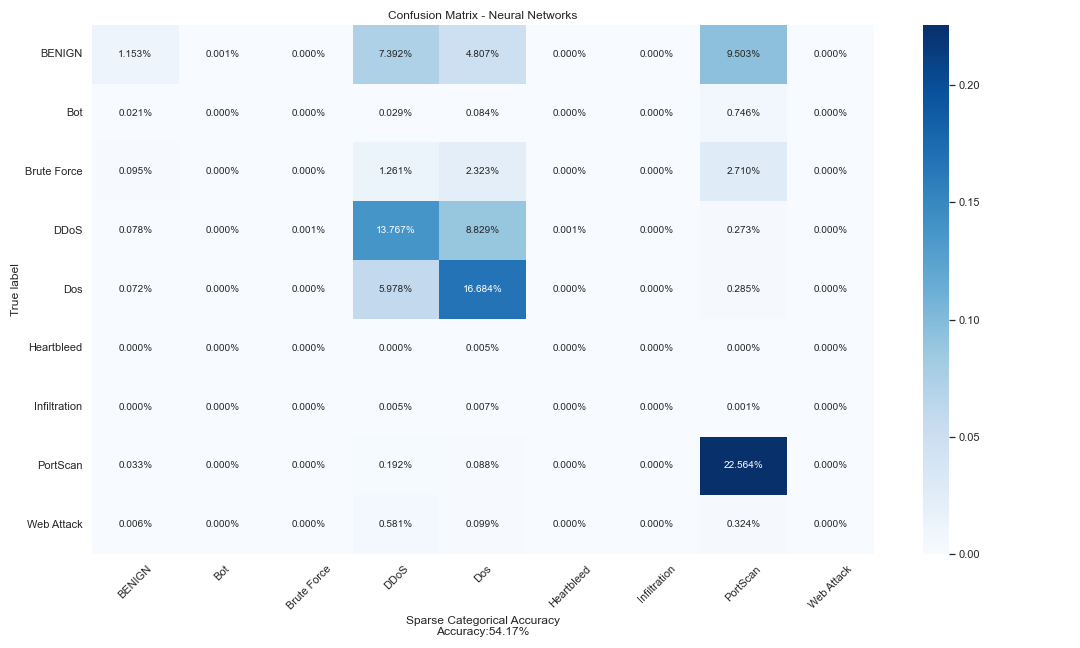 Confusion Matrix - Neural Networks
BENIGN 1.153% 0.001% 0.000% 7.392% 4.807% 0.000% 0.000% 9.503% 0.000%
Bot 0.021% 0.000% 0.000% 0.029% 0.084% 0.000% 0.000% 0.746% 0.000%
Brute Force 0.095% 0.000% 0.000% 1.261% 2.323% 0.000% 0.000% 2.710% 0.000%
DDoS 0.078% 0.000% 0.001% 13.767% 8.829% 0.001% 0.000% 0.273% 0.000%
Dos 0.072% 0.000% 0.000% 5.978% 16.684% 0.000% 0.000% 0.285% 0.000%
Heartbleed 0.000% 0.000% 0.000% 0.000% 0.005% 0.000% 0.000% 0.000% 0.000%
Infiltration 0.000% 0.000% 0.000% 0.005% 0.007% 0.000% 0.000% 0.001% 0.000%
PortScan 0.033% 0.000% 0.000% 0.192% 0.088% 0.000% 0.000% 22.564% 0.000%
Web Attack 0.006% 0.000% 0.000% 0.581% 0.099% 0.000% 0.000% 0.324% 0.000%
True label
BENIGN Bot Brute Force DDoS Dos Heartbleed Infiltration PortScan Web Attack
Sparse Categorical Accuracy
Accuracy:54.17%
0.20
0.15
0.10
0.05
0.00